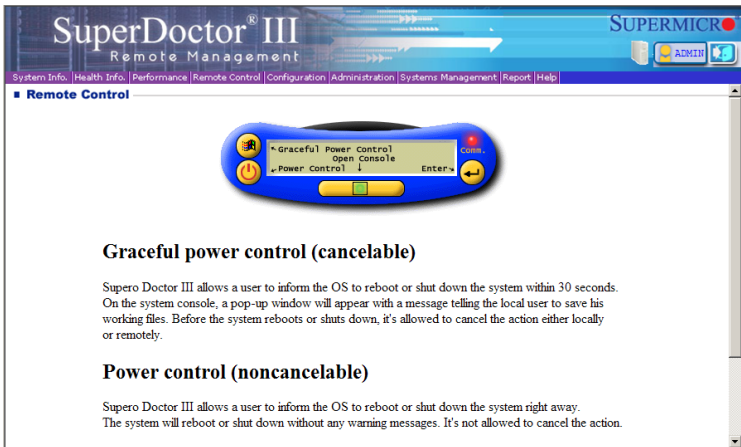 SuperDoctor® III
Remote Management
SUPERMICRO
ADMIN
System Info. Health Info. Performance Remote Control Configuration Administration Systems Management Report Help
Remote Control
Graceful Power Control
Open Console
Power Control ↓ Enter
Comm.
Graceful power control (cancelable)
Supero Doctor III allows a user to inform the OS to reboot or shut down the system within 30 seconds.
On the system console, a pop-up window will appear with a message telling the local user to save his
working files. Before the system reboots or shuts down, it's allowed to cancel the action either locally
or remotely.
Power control (noncancelable)
Supero Doctor III allows a user to inform the OS to reboot or shut down the system right away.
The system will reboot or shut down without any warning messages. It's not allowed to cancel the action.